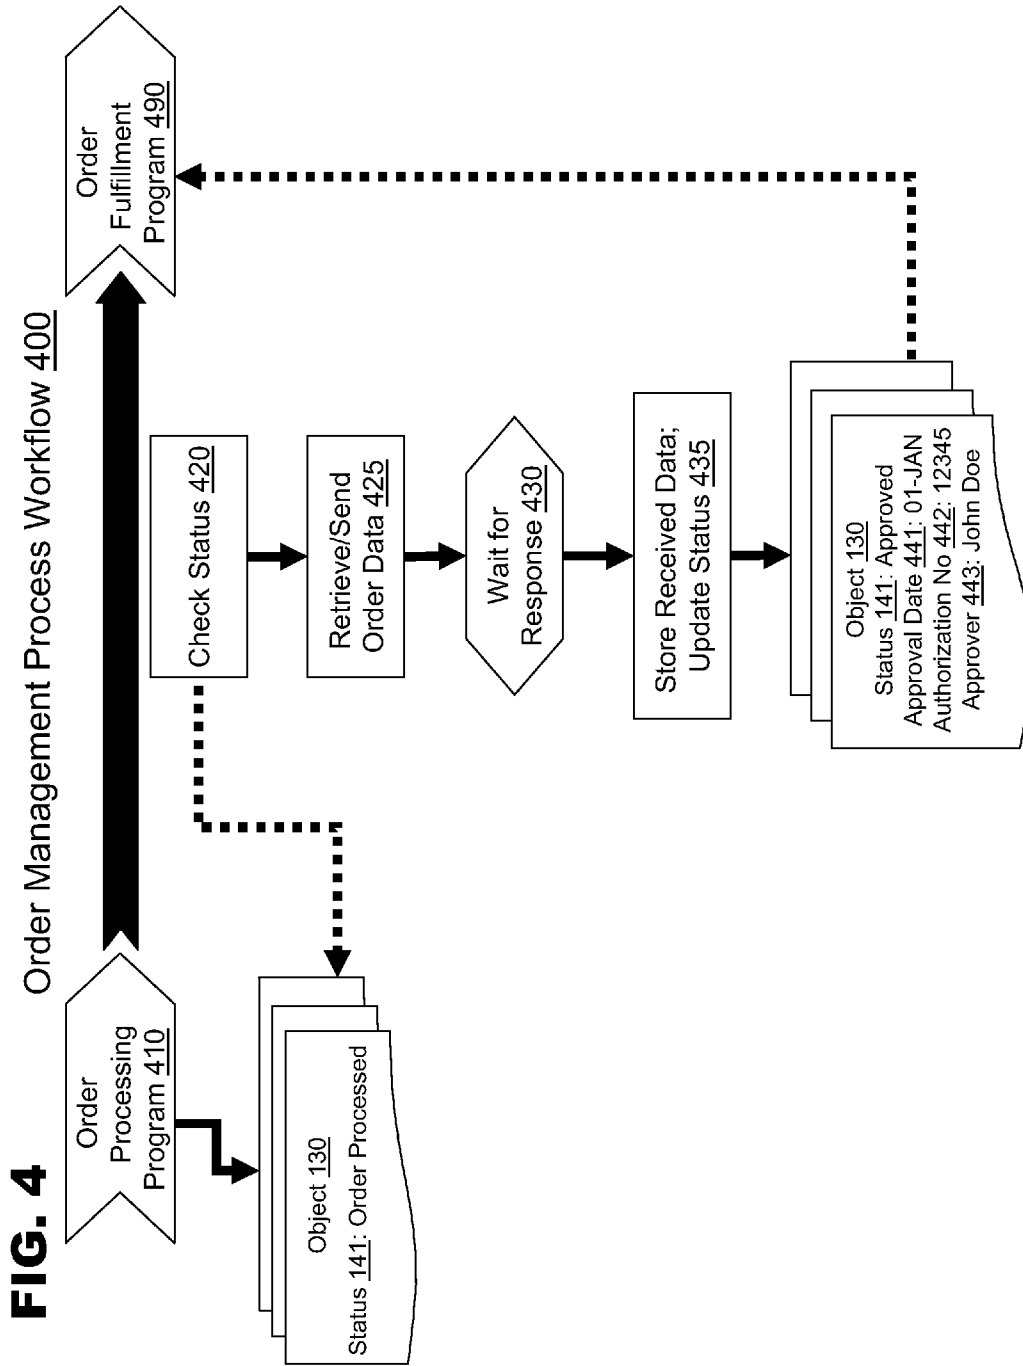 FIG. 4
Order Management Process Workflow 400
Order
Processing
Program 410
Order
Fulfillment
Program 490
Object 130
Status 141: Order Processed
Check Status 420
Retrieve/Send
Order Data 425
Wait for
Response 430
Store Received Data;
Update Status 435
Object 130
Status 141: Approved
Approval Date 441: 01-JAN
Authorization No 442: 12345
Approver 443: John Doe